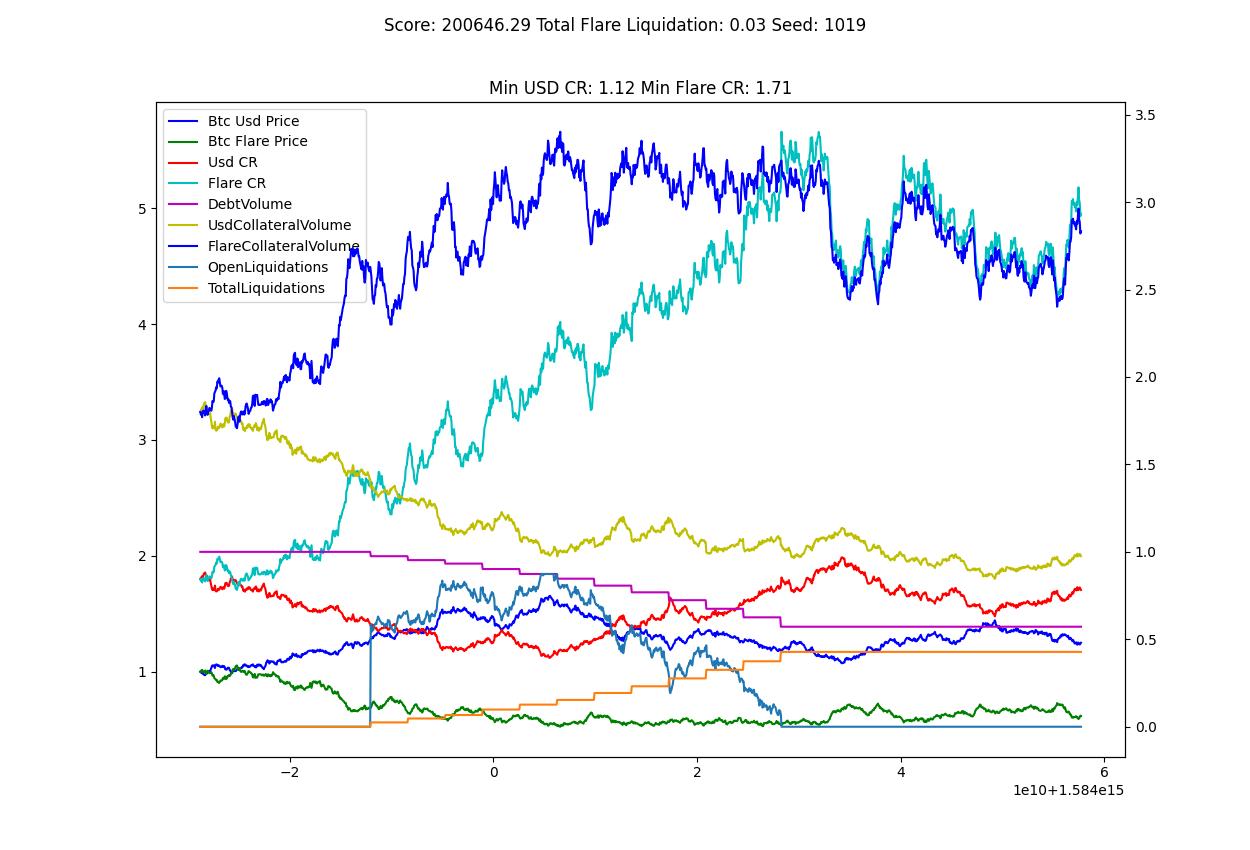 Score: 200646.29 Total Flare Liquidation: 0.03 Seed: 1019
Min USD CR: 1.12 Min Flare CR: 1.71
Btc Usd Price
Btc Flare Price
Usd CR
Flare CR
DebtVolume
UsdCollateralVolume
FlareCollateralVolume
OpenLiquidations
TotalLiquidations
5
4
3
2
1
3.5
3.0
2.5
2.0
1.5
1.0
0.5
0.0
−2 0 2 4 6
1e10+1.584e15